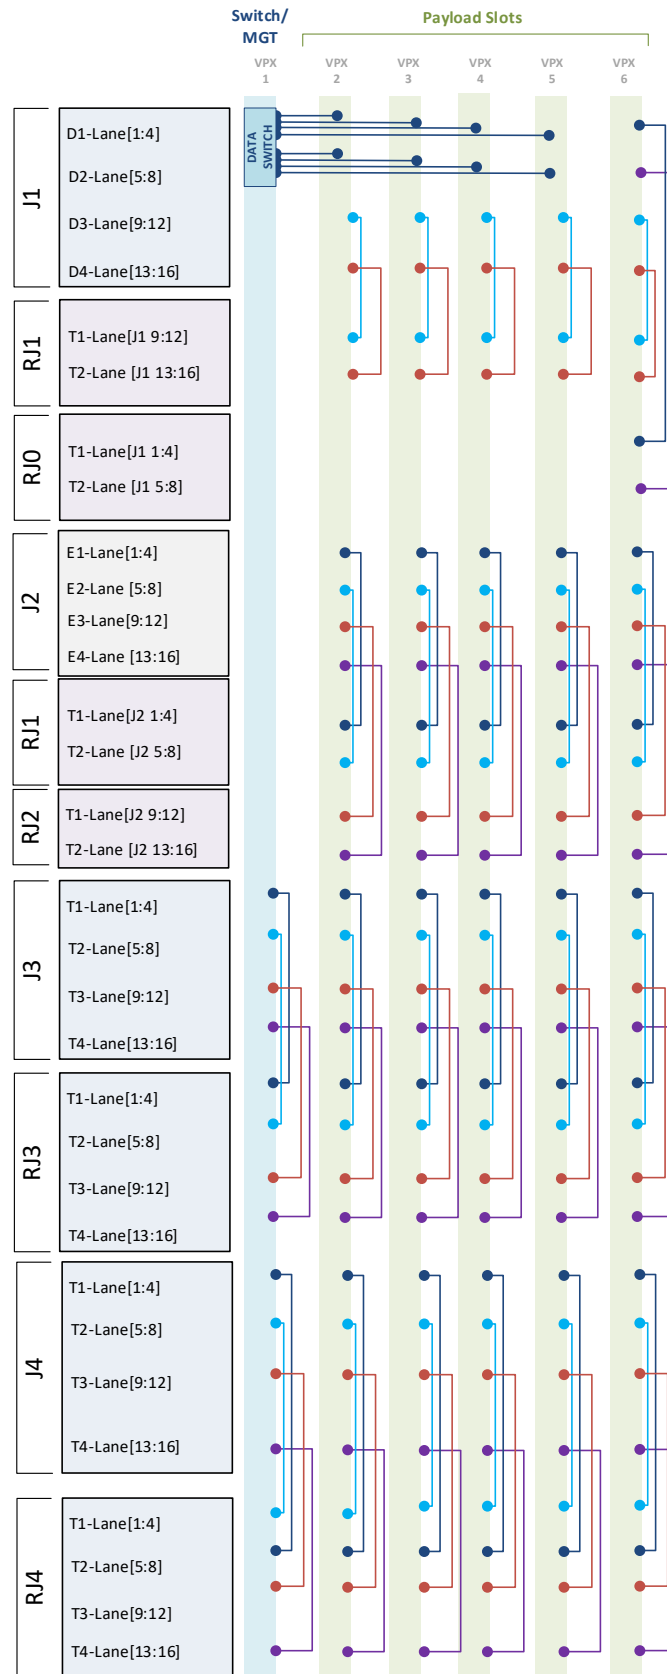 Switch/
MGT
Payload Slots
VPX
1
VPX
2
VPX
3
VPX
4
VPX
5
VPX
6
DATA
SWITCH
J1
D1-Lane[1:4]
D2-Lane[5:8]
D3-Lane[9:12]
D4-Lane[13:16]
RJ1
T1-Lane[J1 9:12]
T2-Lane [J1 13:16]
RJ0
T1-Lane[J1 1:4]
T2-Lane [J1 5:8]
J2
E1-Lane[1:4]
E2-Lane [5:8]
E3-Lane[9:12]
E4-Lane [13:16]
RJ1
T1-Lane[J2 1:4]
T2-Lane [J2 5:8]
RJ2
T1-Lane[J2 9:12]
T2-Lane [J2 13:16]
J3
T1-Lane[1:4]
T2-Lane[5:8]
T3-Lane[9:12]
T4-Lane[13:16]
RJ3
T1-Lane[1:4]
T2-Lane[5:8]
T3-Lane[9:12]
T4-Lane[13:16]
J4
T1-Lane[1:4]
T2-Lane[5:8]
T3-Lane[9:12]
T4-Lane[13:16]
RJ4
T1-Lane[1:4]
T2-Lane[5:8]
T3-Lane[9:12]
T4-Lane[13:16]